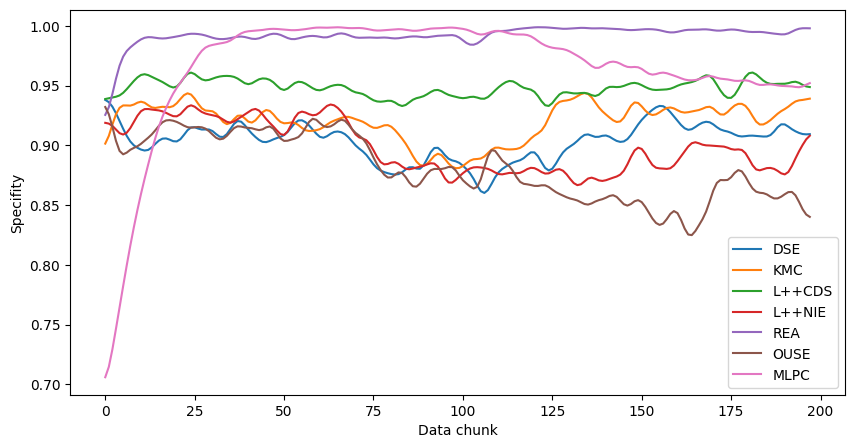 1.00
0.95
0.90
0.85
0.80
0.75
0.70
Specifity
0 25 50 75 100 125 150 175 200
Data chunk
DSE
KMC
L++CDS
L++NIE
REA
OUSE
MLPC